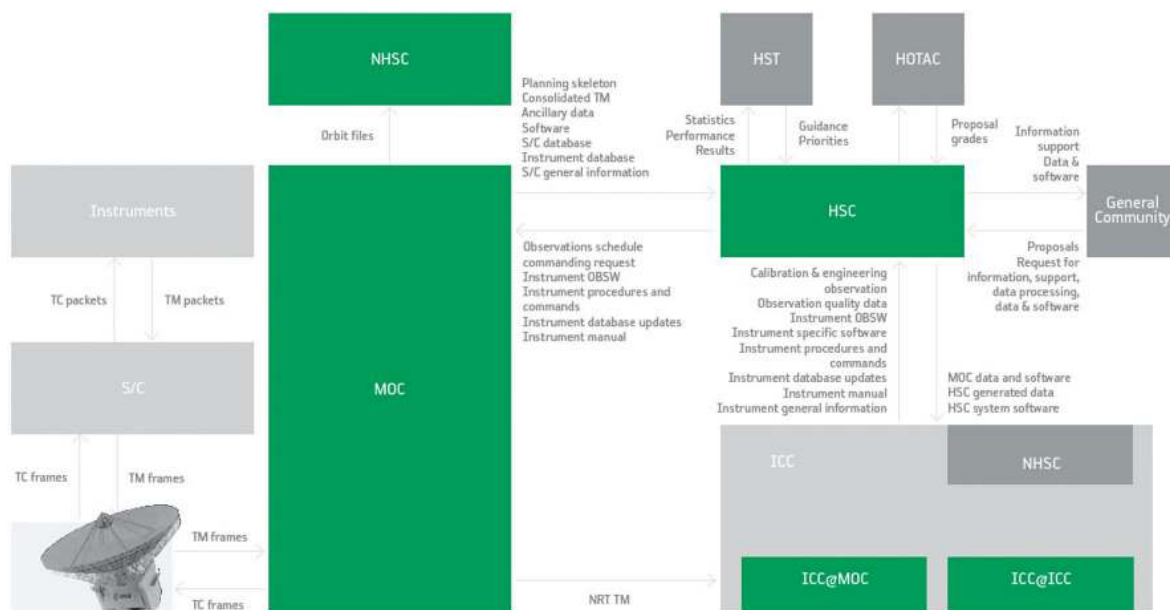 NHSC
HST
HOTAC
Planning skeleton
Consolidated TM
Ancillary data
Software
S/C database
Instrument database
S/C general information
Orbit files
Statistics
Performance
Results
Guidance
Priorities
Proposal
grades
Information
support
Data &
software
Instruments
HSC
General
Community
Observations schedule
commanding request
Instrument OBSW
Instrument procedures and
commands
Instrument database updates
Instrument manual
Calibration & engineering
observation
Observation quality data
Instrument OBSW
Instrument specific software
Instrument procedures and
commands
Instrument database updates
Instrument manual
Instrument general information
Proposals
Request for
information, support,
data processing,
data & software
TC packets
TM packets
S/C
MOC
MOC data and software
HSC generated data
HSC system software
ICC
NHSC
TC frames
TM frames
TM frames
TC frames
ICC@MOC
ICC@ICC
NRT TM